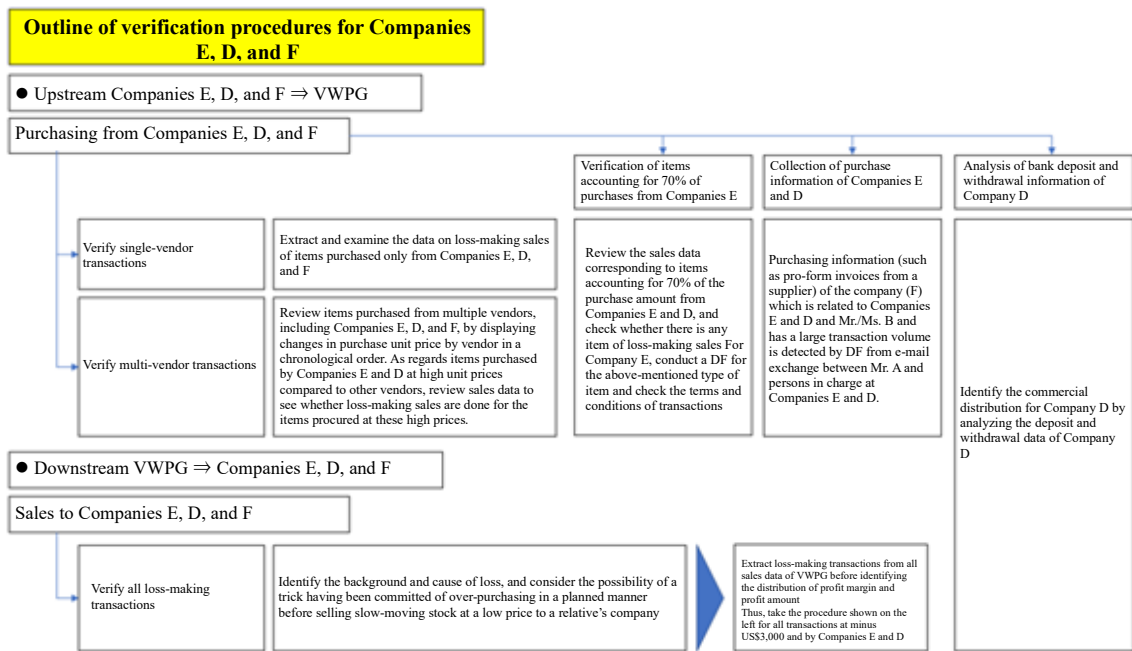 Outline of verification procedures for Companies
E, D, and F
● Upstream Companies E, D, and F ⇒ VWPG
Purchasing from Companies E, D, and F
Verification of items
accounting for 70% of
purchases from Companies E
Collection of purchase
information of Companies E
and D
Analysis of bank deposit and
withdrawal information of
Company D
Verify single-vendor
transactions
Extract and examine the data on loss-making sales
of items purchased only from Companies E, D,
and F
Verify multi-vendor transactions
Review items purchased from multiple vendors,
including Companies E, D, and F, by displaying
changes in purchase unit price by vendor in a
chronological order. As regards items purchased
by Companies E and D at high unit prices
compared to other vendors, review sales data to
see whether loss-making sales are done for the
items procured at these high prices.
Review the sales data
corresponding to items
accounting for 70% of the
purchase amount from
Companies E and D, and
check whether there is any
item of loss-making sales For
Company E, conduct a DF for
the above-mentioned type of
item and check the terms and
conditions of transactions
Purchasing information (such
as pro-form invoices from a
supplier) of the company (F)
which is related to Companies
E and D and Mr./Ms. B and
has a large transaction volume
is detected by DF from e-mail
exchange between Mr. A and
persons in charge at
Companies E and D.
Identify the commercial
distribution for Company D by
analyzing the deposit and
withdrawal data of Company
D
● Downstream VWPG ⇒ Companies E, D, and F
Sales to Companies E, D, and F
Verify all loss-making
transactions
Identify the background and cause of loss, and consider the possibility of a
trick having been committed of over-purchasing in a planned manner
before selling slow-moving stock at a low price to a relative's company
Extract loss-making transactions from all
sales data of VWPG before identifying
the distribution of profit margin and
profit amount
Thus, take the procedure shown on the
left for all transactions at minus
US$3,000 and by Companies E and D